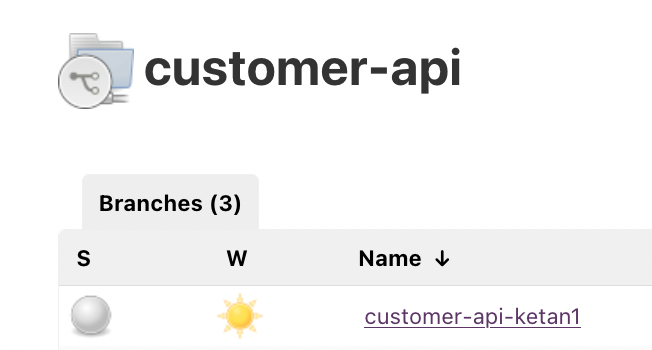 customer-api
Branches (3)
S W Name ↓
customer-api-ketan1